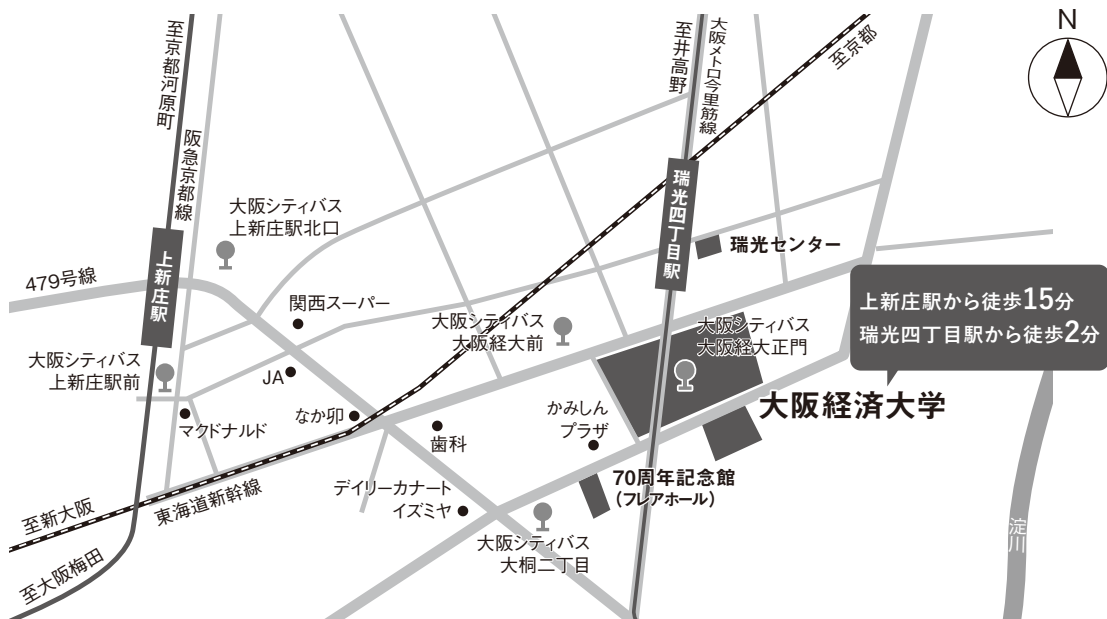 N
至京都河原町
阪急京都線
至井高野
大阪メトロ今里筋線
至京都
大阪シティバス
上新庄駅北口
瑞光四丁目駅
瑞光センター
479号線
上新庄駅
関西スーパー
大阪シティバス
大阪経大前
大阪シティバス
大阪経大正門
上新庄駅から徒歩15分
瑞光四丁目駅から徒歩2分
大阪シティバス
上新庄駅前
JA
大阪経済大学
マクドナルド
なか卯
歯科
かみしん
プラザ
70周年記念館
(フレアホール)
デイリーカナート
イズミヤ
東海道新幹線
至新大阪
大阪シティバス
大桐二丁目
淀川
至大阪梅田